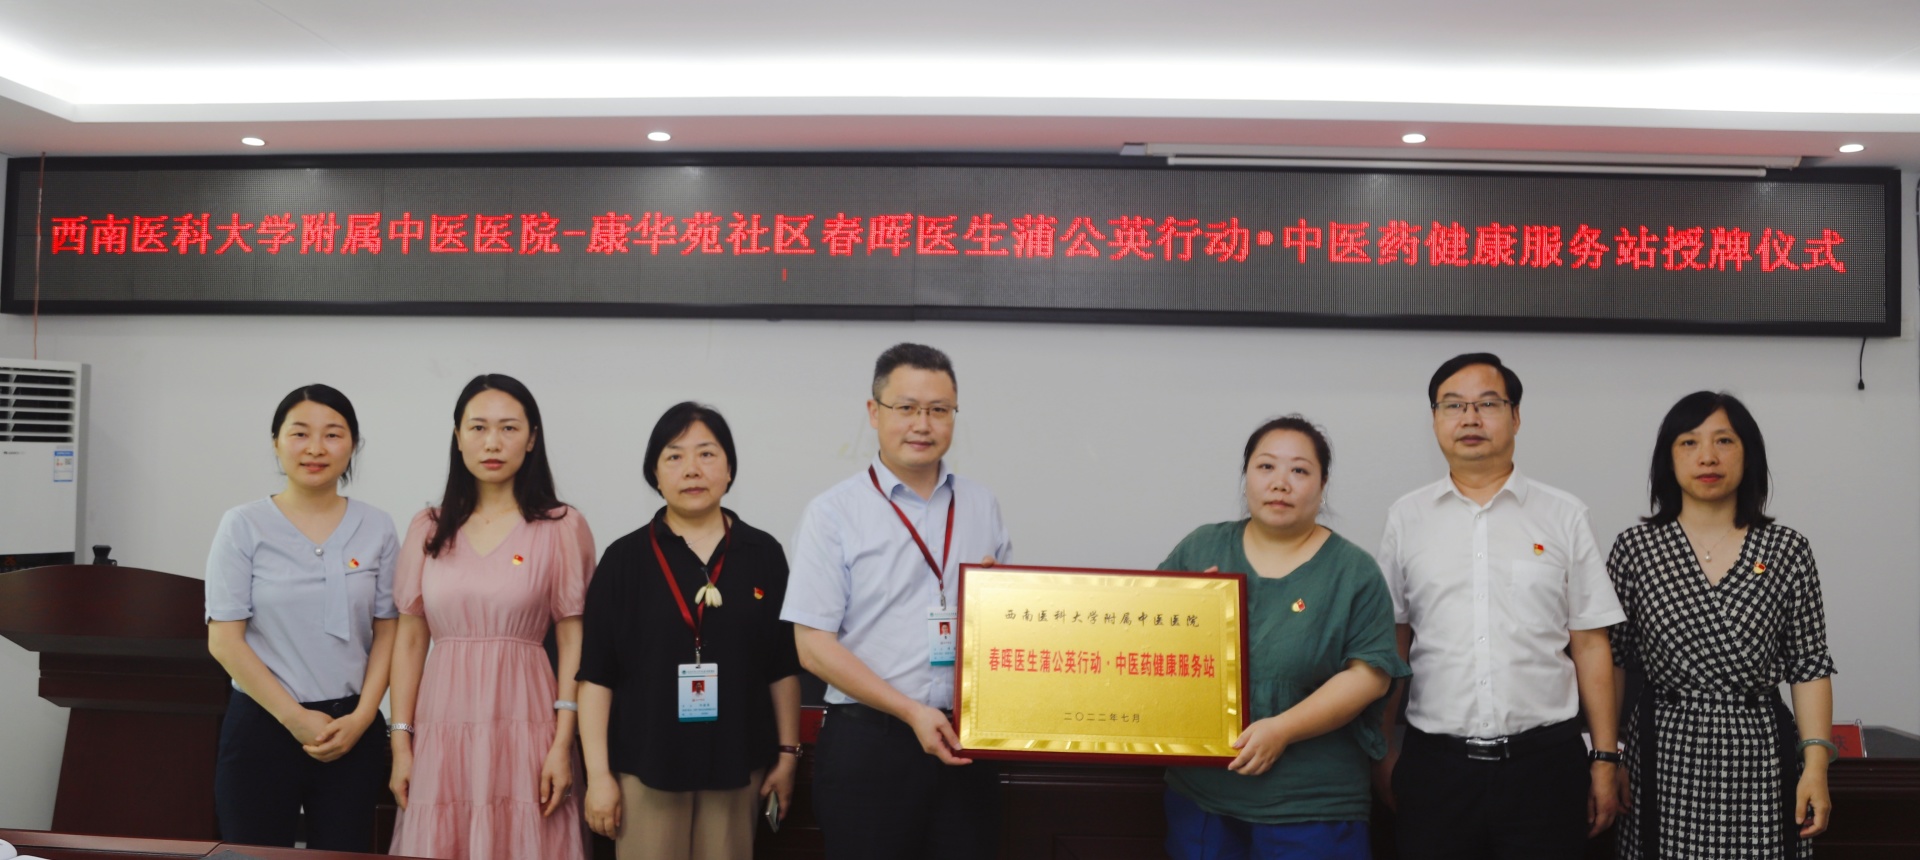 西南医科大学附属中医医院-康华苑社区春晖医生蒲公英行动·中医药健康服务站授牌仪式
西南医科大学附属中医医院
春晖医生蒲公英行动·中医药健康服务站
二〇二二年七月